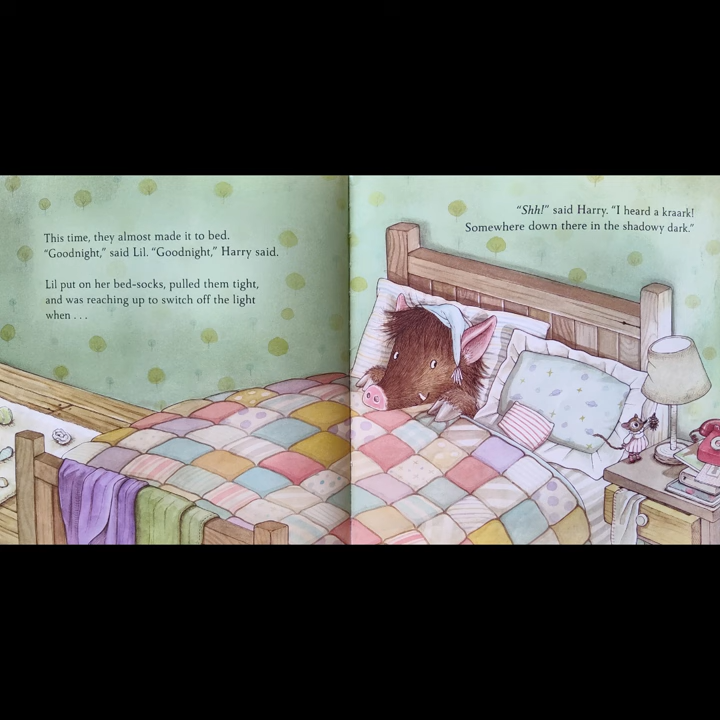 This time, they almost made it to bed.
“Goodnight,” said Lil. “Goodnight,” Harry said.
Lil put on her bed-socks, pulled them tight,
and was reaching up to switch off the light
when . . .
“Shh!” said Harry. “I heard a kraark!
Somewhere down there in the shadowy dark.”